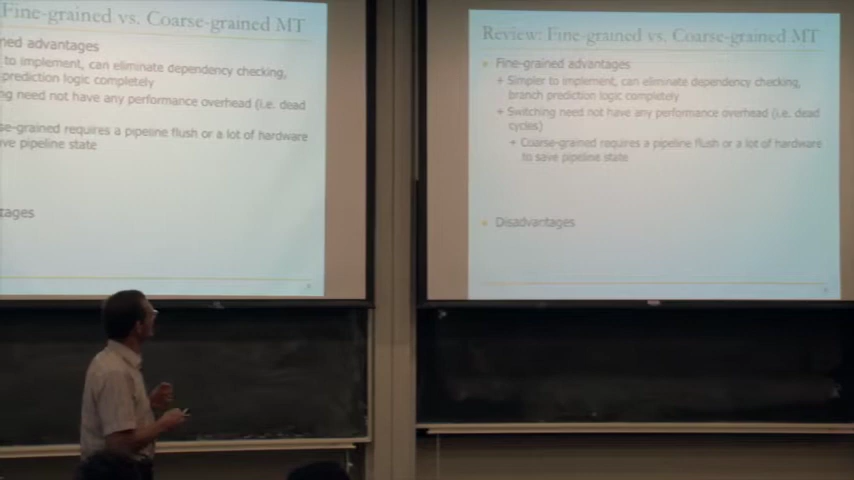 Fine-grained vs. Coarse-grained MT
ned advantages
to implement, can eliminate dependency checking,
prediction logic completely
ng need not have any performance overhead (i.e. dead
se-grained requires a pipeline flush or a lot of hardware
ve pipeline state
tages
Review: Fine-grained vs. Coarse-grained MT
Fine-grained advantages
+ Simpler to implement, can eliminate dependency checking,
branch prediction logic completely
+ Switching need not have any performance overhead (i.e. dead
cycles)
+ Coarse-grained requires a pipeline flush or a lot of hardware
to save pipeline state
Disadvantages